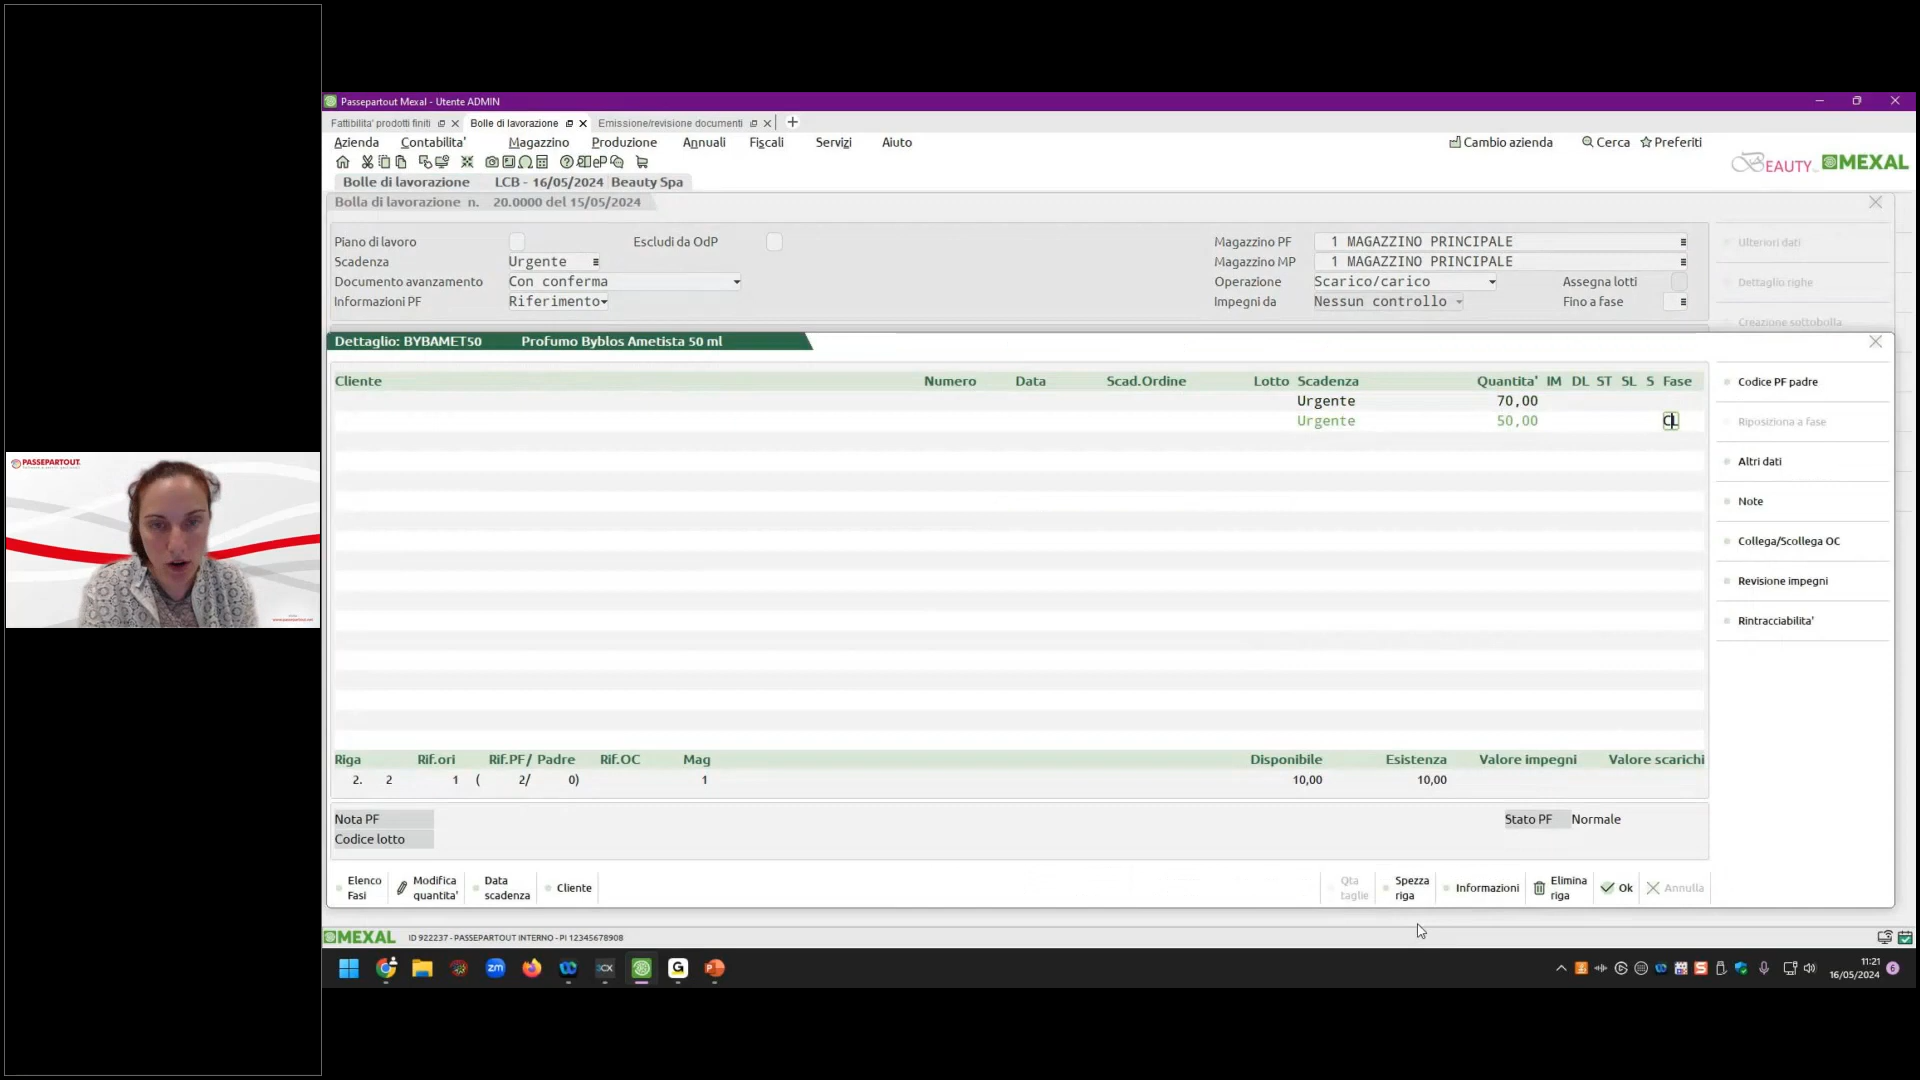 Passepartout Mexal - Utente ADMIN
Fattibilita' prodotti finiti Bolle di lavorazione Emissione/revisione documenti
Azienda Contabilita' Magazzino Produzione Annuali Fiscali Servizi Aiuto Cambio azienda Cerca Preferiti
BEAUTY MEXAL
Bolle di lavorazione LCB - 16/05/2024 Beauty Spa
Bolla di lavorazione n. 20.0000 del 15/05/2024
Piano di lavoro Escludi da OdP Magazzino PF 1 MAGAZZINO PRINCIPALE Ulteriori dati
Scadenza Urgente Magazzino MP 1 MAGAZZINO PRINCIPALE
Documento avanzamento Con conferma Operazione Scarico/carico Assegna lotti Dettaglio righe
Informazioni PF Riferimento Impegni da Nessun controllo Fino a fase
Creazione sottobolla
Dettaglio: BYBAMET50 Profumo Byblos Ametista 50 ml
Cliente Numero Data Scad.Ordine Lotto Scadenza Quantita' IM DL ST SL S Fase
Urgente 70,00
Urgente 50,00 CL
Codice PF padre
Riposiziona a fase
Altri dati
Note
Collega/Scollega OC
Revisione impegni
Rintracciabilita'
PASSEPARTOUT
Riga Rif.ori Rif.PF/ Padre Rif.OC Mag Disponibile Esistenza Valore impegni Valore scarichi
2. 2 1 ( 2/ 0) 1 10,00 10,00
Nota PF Stato PF Normale
Codice lotto
Elenco Fasi Modifica quantita' Data scadenza Cliente Qta taglie Spezza riga Informazioni Elimina riga Ok Annulla
MEXAL ID 922237 - PASSEPARTOUT INTERNO - PI 12345678908
zm CX G P
11:21
16/05/2024 6